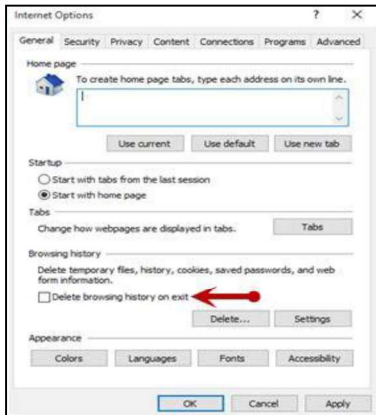 Internet Options ? ×
General Security Privacy Content Connections Programs Advanced
Home page
To create home page tabs, type each address on its own line.
Use current Use default Use new tab
Startup
Start with tabs from the last session
Start with home page
Tabs
Change how webpages are displayed in tabs. Tabs
Browsing history
Delete temporary files, history, cookies, saved passwords, and web
form information.
Delete browsing history on exit
Delete... Settings
Appearance
Colors Languages Fonts Accessibility
OK Cancel Apply